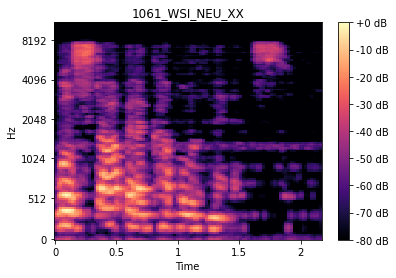 1061_WSI_NEU_XX
8192
4096
2048
1024
512
0
Hz
0
0.5
1
1.5
2
Time
+0 dB
-10 dB
-20 dB
-30 dB
-40 dB
-50 dB
-60 dB
-70 dB
-80 dB